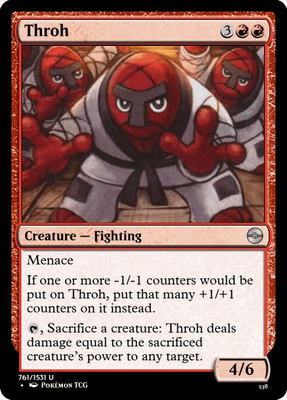 Throh 3
Creature — Fighting
Menace
If one or more -1/-1 counters would be
put on Throh, put that many +1/+1
counters on it instead.
, Sacrifice a creature: Throh deals
damage equal to the sacrificed
creature's power to any target.
4/6
761/1531 U
• Pokémon TCG
538